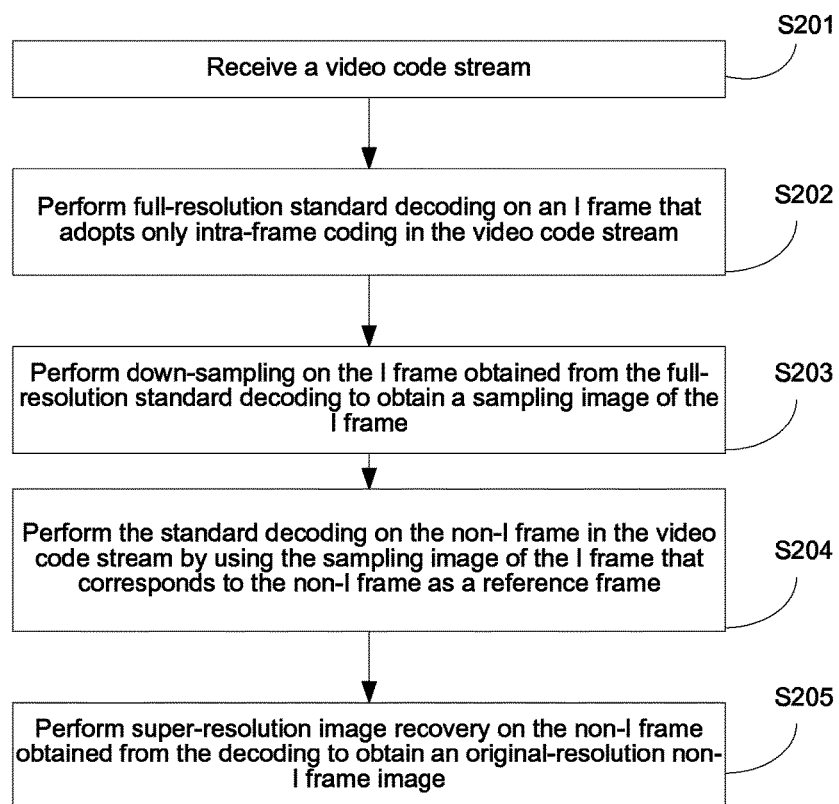 S201
Receive a video code stream
S202
Perform full-resolution standard decoding on an I frame that
adopts only intra-frame coding in the video code stream
S203
Perform down-sampling on the I frame obtained from the full-
resolution standard decoding to obtain a sampling image of the
I frame
S204
Perform the standard decoding on the non-I frame in the video
code stream by using the sampling image of the I frame that
corresponds to the non-I frame as a reference frame
S205
Perform super-resolution image recovery on the non-I frame
obtained from the decoding to obtain an original-resolution non-
I frame image